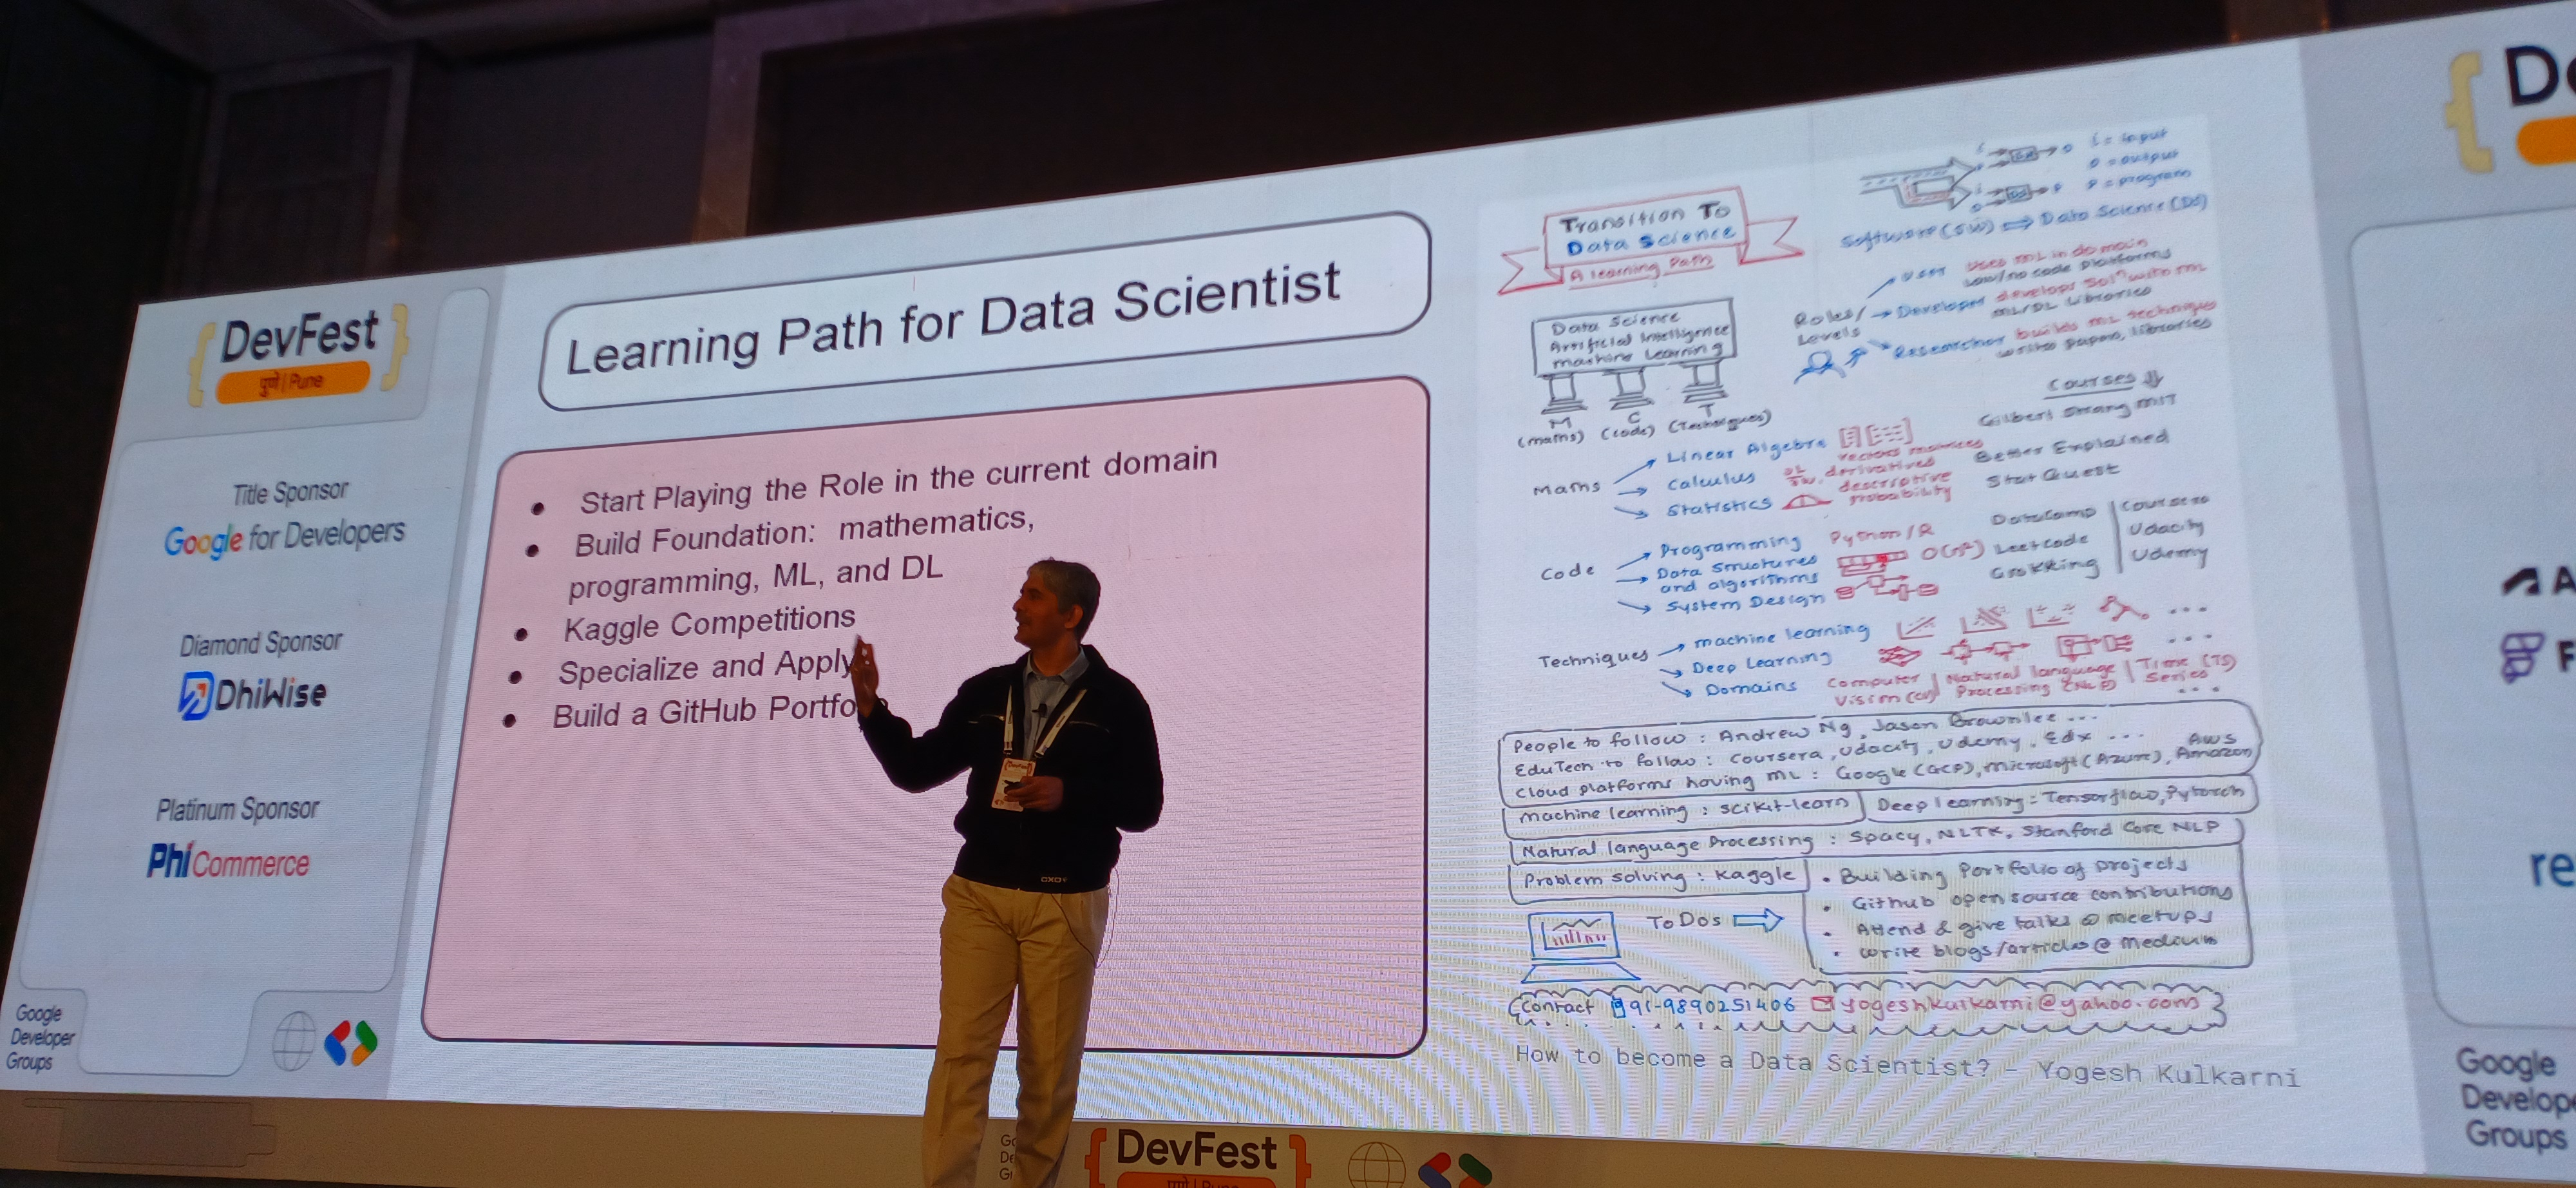 DevFest
पुणे | Pune
Title Sponsor
Google for Developers
Diamond Sponsor
DhiWise
Platinum Sponsor
PhiCommerce
Google
Developer
Groups
Learning Path for Data Scientist
Start Playing the Role in the current domain
Build Foundation: mathematics,
programming, ML, and DL
Kaggle Competitions
Specialize and Apply
Build a GitHub Portfo
Transition To
Data Science
A learning Path
i = input
o = output
p = program
Software (SW) ⇒ Data Science (DS)
Data Science
Artificial Intelligence
machine Learning
M C T
(maths) (code) (Techniques)
Roles/
Levels
User uses ML in domain
low/no code platforms
Developer develops Solⁿ with ML
ML/DL Libraries
Researcher builds ML techniques
writes papers, libraries
Courses
Maths
Linear Algebra vectors matrices Gilbert Strang MIT
Calculus derivatives Better Explained
Statistics descriptive probability Stat Quest
Code
Programming Python/R DataCamp Coursera
Data Structures and algorithms O(n²) Leetcode Udacity
System Design Grokking Udemy
Techniques
machine learning ...
Deep Learning ...
Domains Computer Vision (CV) | Natural language Processing (NLP) | Time Series (TS) ...
People to follow : Andrew Ng, Jason Brownlee ...
EduTech to follow : Coursera, Udacity, Udemy, Edx ...
Cloud platforms having ML : Google (GCP), Microsoft (Azure), Amazon AWS
machine learning : scikit-learn
Deep learning : Tensorflow, Pytorch
Natural language Processing : Spacy, NLTK, Stanford Core NLP
Problem solving : Kaggle
ToDos
• Building Portfolio of projects
• Github open source contributions
• Attend & give talks @ meetups
• write blogs/articles @ Medium
Contact 91-9890251406 yogeshkulkarni@yahoo.com
How to become a Data Scientist? - Yogesh Kulkarni
De
A
F
re
Google
Develope
Groups
CXO
DevFest
Go
De
Gr
DevFest
पुणे | Pune